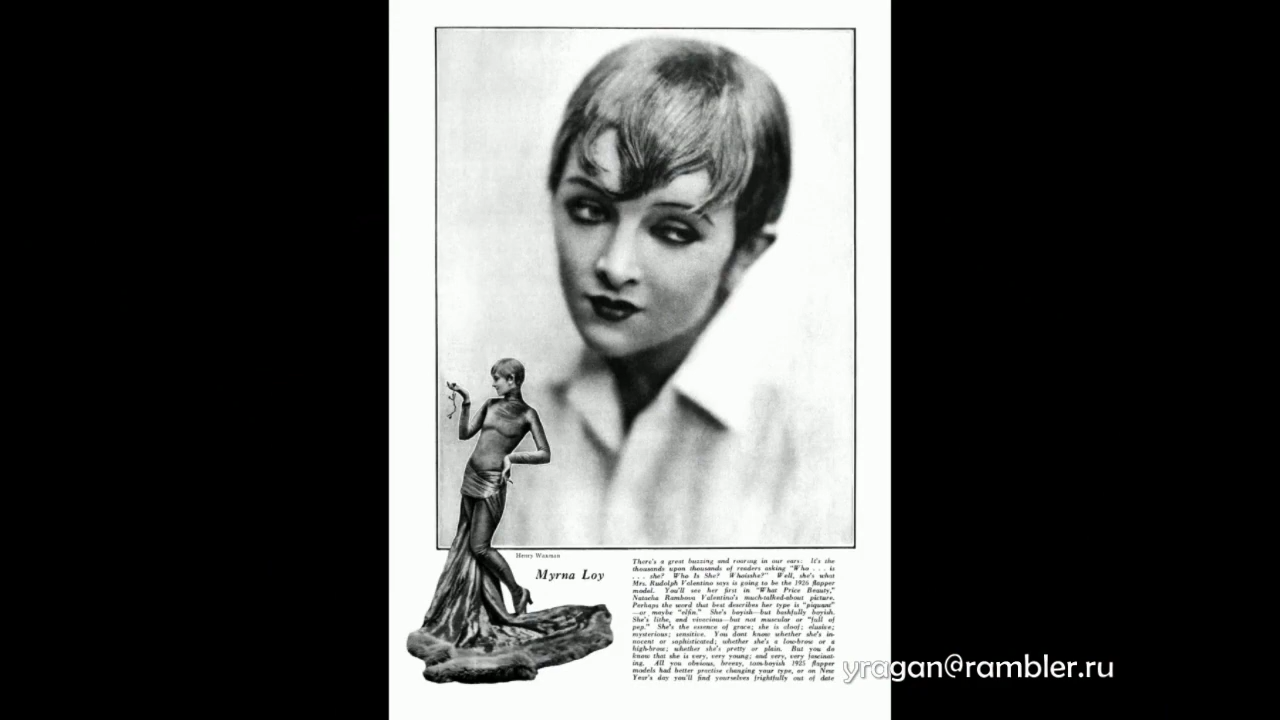 Henry Waxman
Myrna Loy
There's a great buzzing and roaring in our ears: It's the
thousands upon thousands of readers asking "Who . . . is
. . . she? Who Is She? Whoisshe?" Well, she's what
Mrs. Rudolph Valentino says is going to be the 1926 flapper
model. You'll see her first in "What Price Beauty,"
Natacha Rambova Valentino's much-talked-about picture.
Perhaps the word that best describes her type is "piquant"
—or maybe "elfin." She's boyish—but bashfully boyish.
She's lithe, and vivacious—but not muscular or "full of
pep." She's the essence of grace; she is aloof; elusive;
mysterious; sensitive. You dont know whether she's in-
nocent or sophisticated; whether she's a low-brow or a
high-brow; whether she's pretty or plain. But you do
know that she is very, very young; and very, very fascinat-
ing. All you obvious, breezy, tom-boyish 1925 flapper
models had better practise changing your type, or on New
Year's day you'll find yourselves frightfully out of date
yragan@rambler.ru